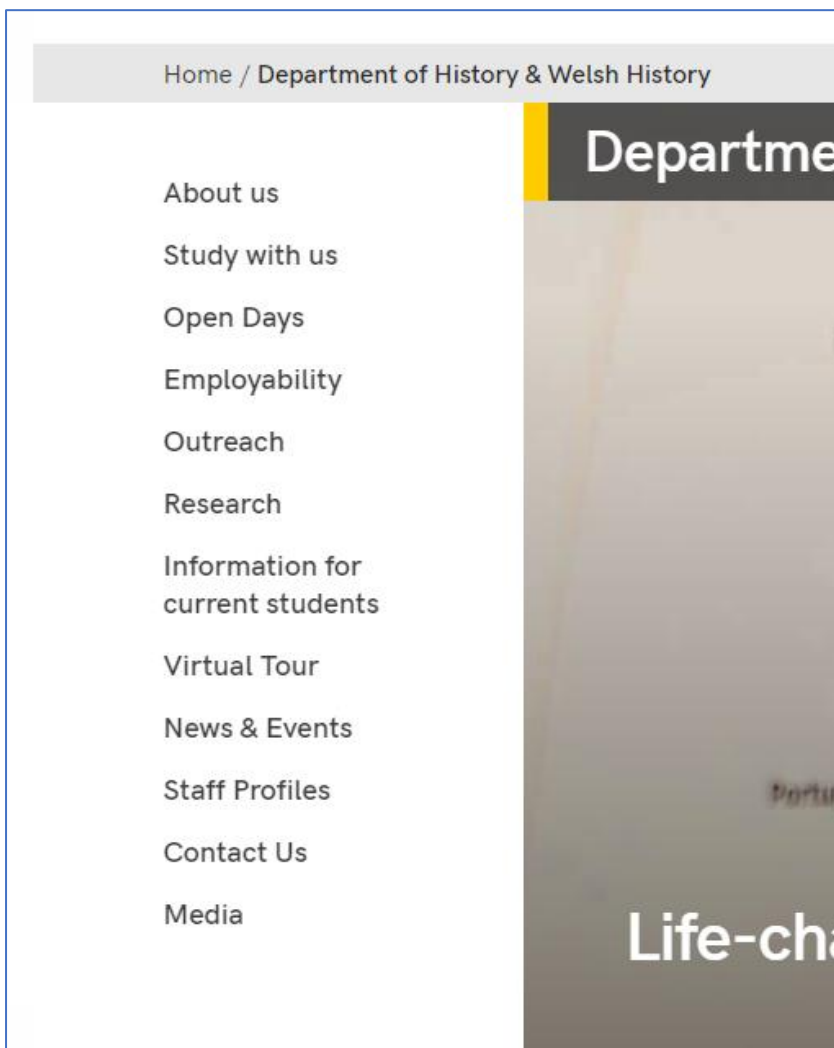 Home / Department of History & Welsh History
Departme
About us
Study with us
Open Days
Employability
Outreach
Research
Information for
current students
Virtual Tour
News & Events
Staff Profiles
Contact Us
Media
Life-cha